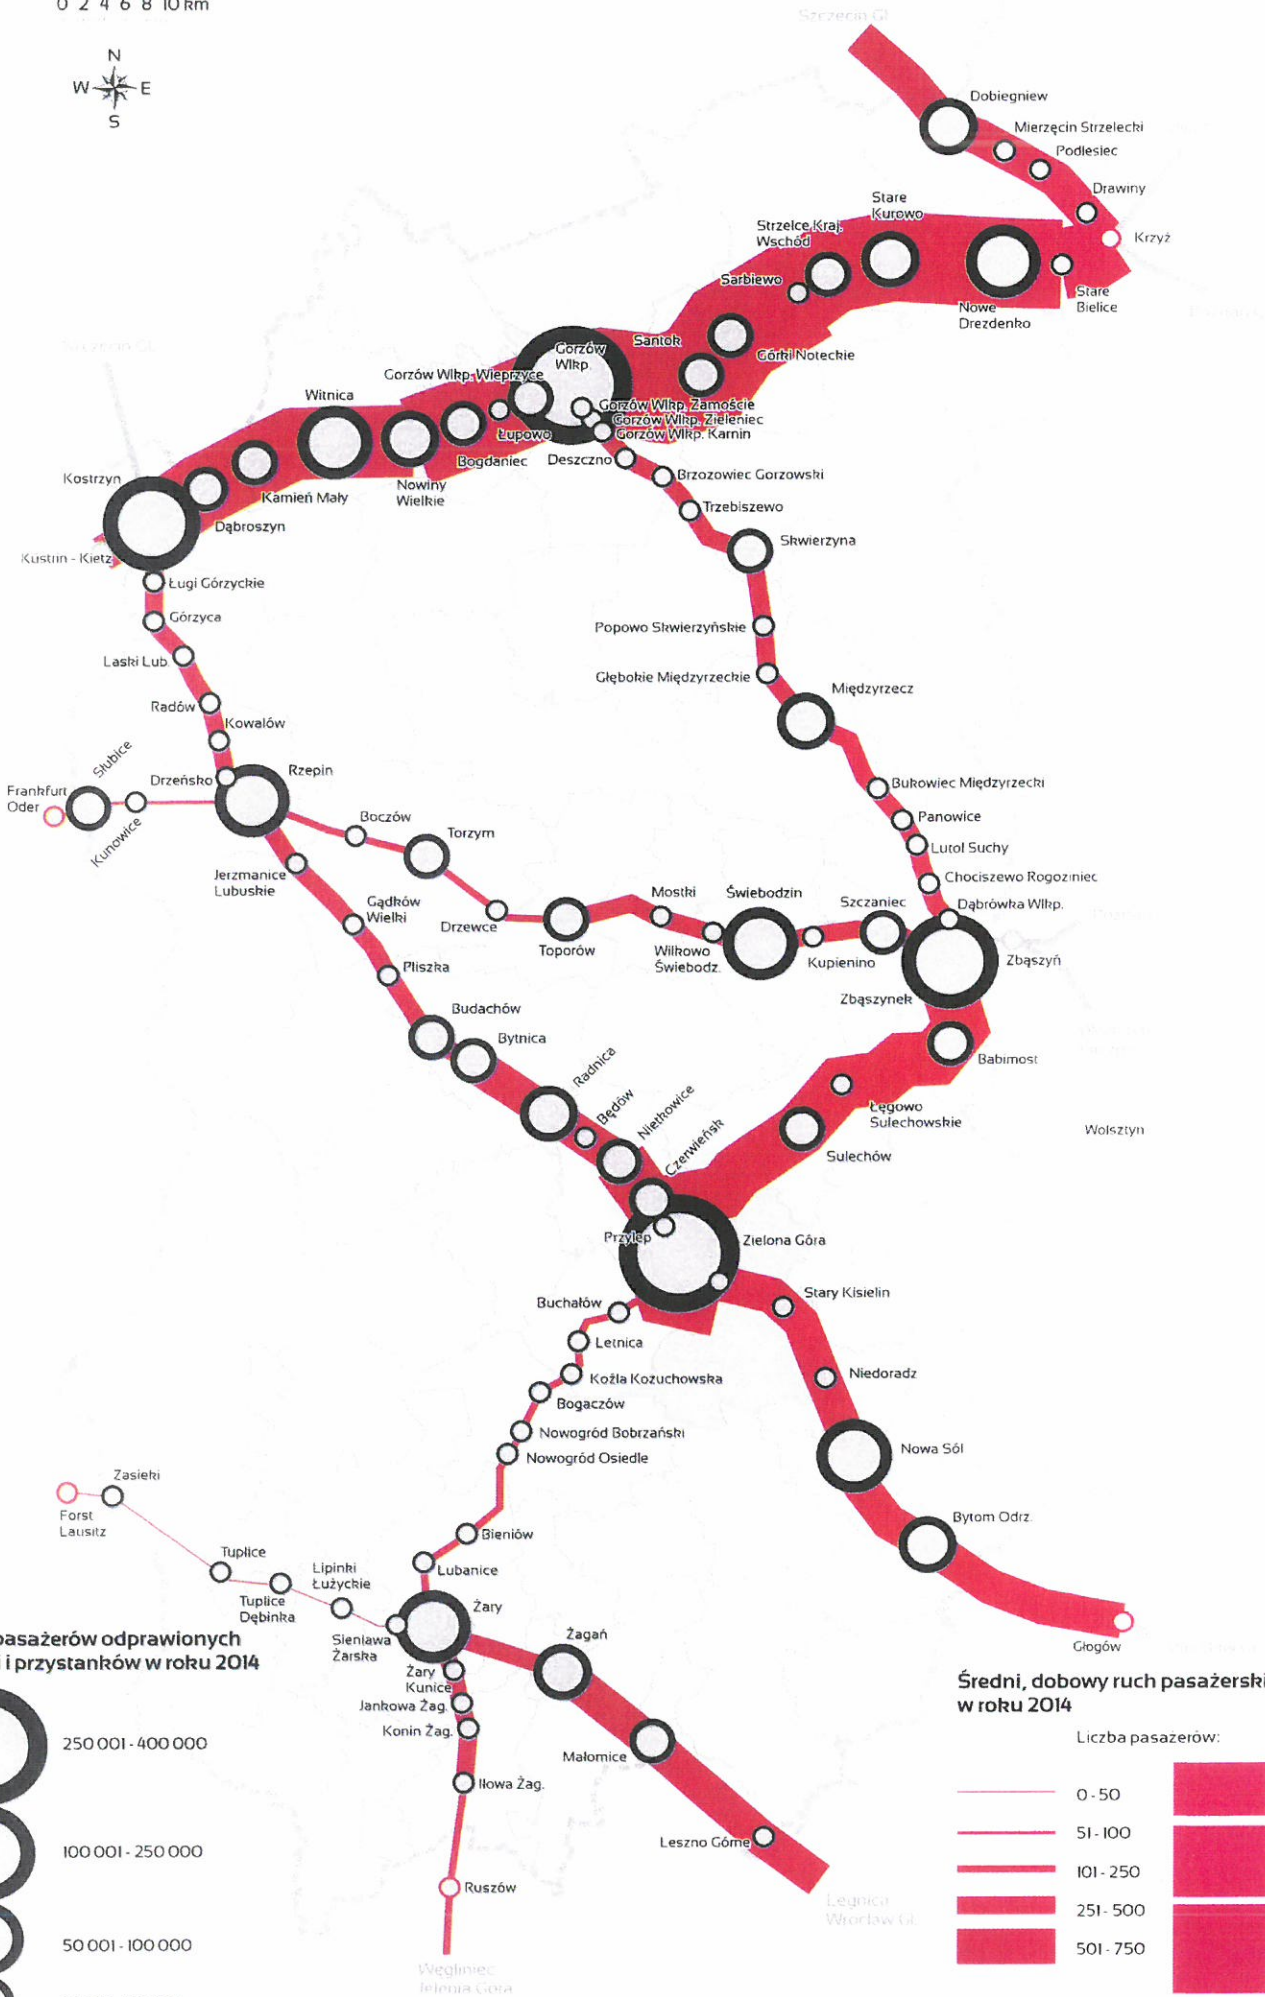 0 2 4 6 8 10 km
N
W E
S
Szczecin Gł.
Dobiegniew
Mierzęcin Strzelecki
Podlesiec
Drawiny
Krzyż
Stare
Kurowo
Strzelce Kraj.
Wschód
Sarbiewo
Stare
Bielice
Nowe
Drezdenko
Santok
Górki Noteckie
Gorzów
Wlkp.
Gorzów Wlkp. Wieprzyce
Gorzów Wlkp. Zamoście
Gorzów Wlkp. Zieleniec
Gorzów Wlkp. Karnin
Witnica
Łupowo
Bogdaniec
Deszczno
Brzozowiec Gorzowski
Kostrzyn
Nowiny
Wielkie
Kamień Mały
Trzebiszewo
Dąbroszyn
Skwierzyna
Kustrin - Kietz
Ługi Górzyckie
Górzyca
Popowo Skwierzyńskie
Laski Lub.
Głębokie Międzyrzeckie
Międzyrzecz
Radów
Kowalów
Słubice
Drzeńsko
Rzepin
Frankfurt
Oder
Kunowice
Bukowiec Międzyrzecki
Panowice
Boczów
Torzym
Lutol Suchy
Jerzmanice
Lubuskie
Chociszewo Rogoziniec
Gądków
Wielki
Mostki
Świebodzin
Szczaniec
Dąbrówka Wlkp.
Drzewce
Toporów
Wilkowo
Świebodz.
Kupienino
Zbąszyń
Pliszka
Zbąszynek
Budachów
Bytnica
Babimost
Radnica
Będów
Nietkowice
Czerwieńsk
Łęgowo
Sulechowskie
Wolsztyn
Sulechów
Przylep
Zielona Góra
Buchałów
Stary Kisielin
Letnica
Koźla Kożuchowska
Niedoradz
Bogaczów
Nowogród Bobrzański
Nowogród Osiedle
Nowa Sól
Zasieki
Forst
Lausitz
Bieniów
Bytom Odrz.
Tuplice
Lubanice
Lipinki
Łużyckie
Tuplice
Dębinka
Żary
Sieniawa
Żarska
Żagań
Głogów
pasażerów odprawionych
i przystanków w roku 2014
Żary
Kunice
Jankowa Żag.
Konin Żag.
Małomice
Średni, dobowy ruch pasażerski
w roku 2014
Liczba pasażerów:
250 001 - 400 000
Iłowa Żag.
0 - 50
51 - 100
Leszno Górne
100 001 - 250 000
101 - 250
Ruszów
Legnica
Wrocław Gł.
251 - 500
50 001 - 100 000
501 - 750
Węgliniec
Jelenia Góra